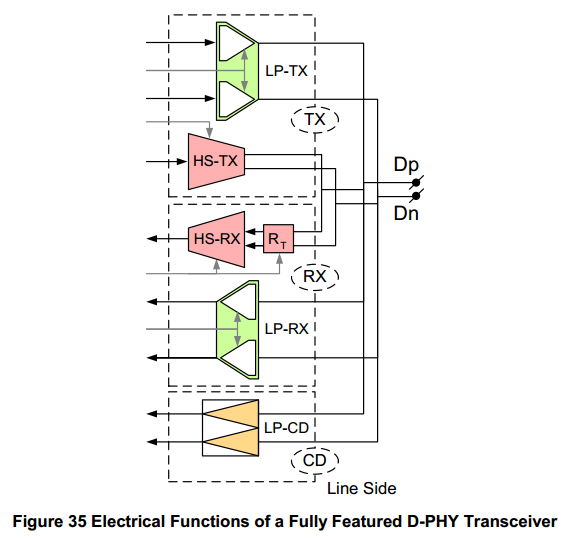 LP-TX
TX
HS-TX
Dp
Dn
HS-RX
RT
RX
LP-RX
LP-CD
CD
Line Side
Figure 35 Electrical Functions of a Fully Featured D-PHY Transceiver